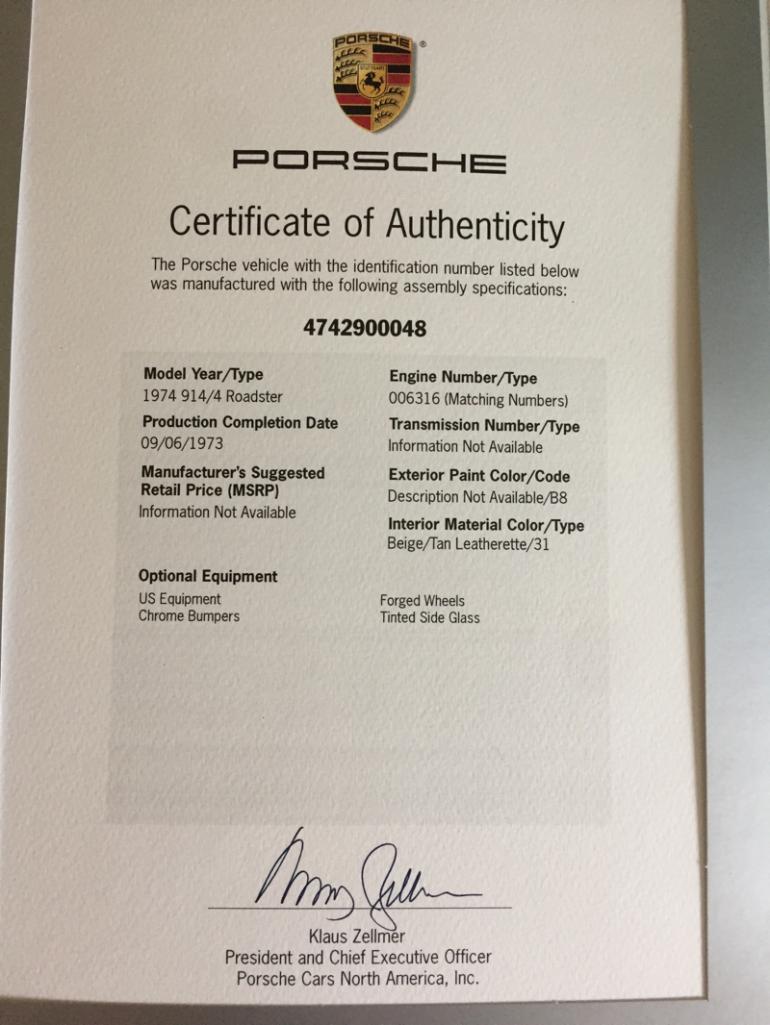 PORSCHE
®
STUTTGART
PORSCHE
Certificate of Authenticity
The Porsche vehicle with the identification number listed below
was manufactured with the following assembly specifications:
4742900048
Model Year/Type
1974 914/4 Roadster
Production Completion Date
09/06/1973
Manufacturer's Suggested
Retail Price (MSRP)
Information Not Available
Engine Number/Type
006316 (Matching Numbers)
Transmission Number/Type
Information Not Available
Exterior Paint Color/Code
Description Not Available/B8
Interior Material Color/Type
Beige/Tan Leatherette/31
Optional Equipment
US Equipment
Chrome Bumpers
Forged Wheels
Tinted Side Glass
Klaus Zellmer
President and Chief Executive Officer
Porsche Cars North America, Inc.